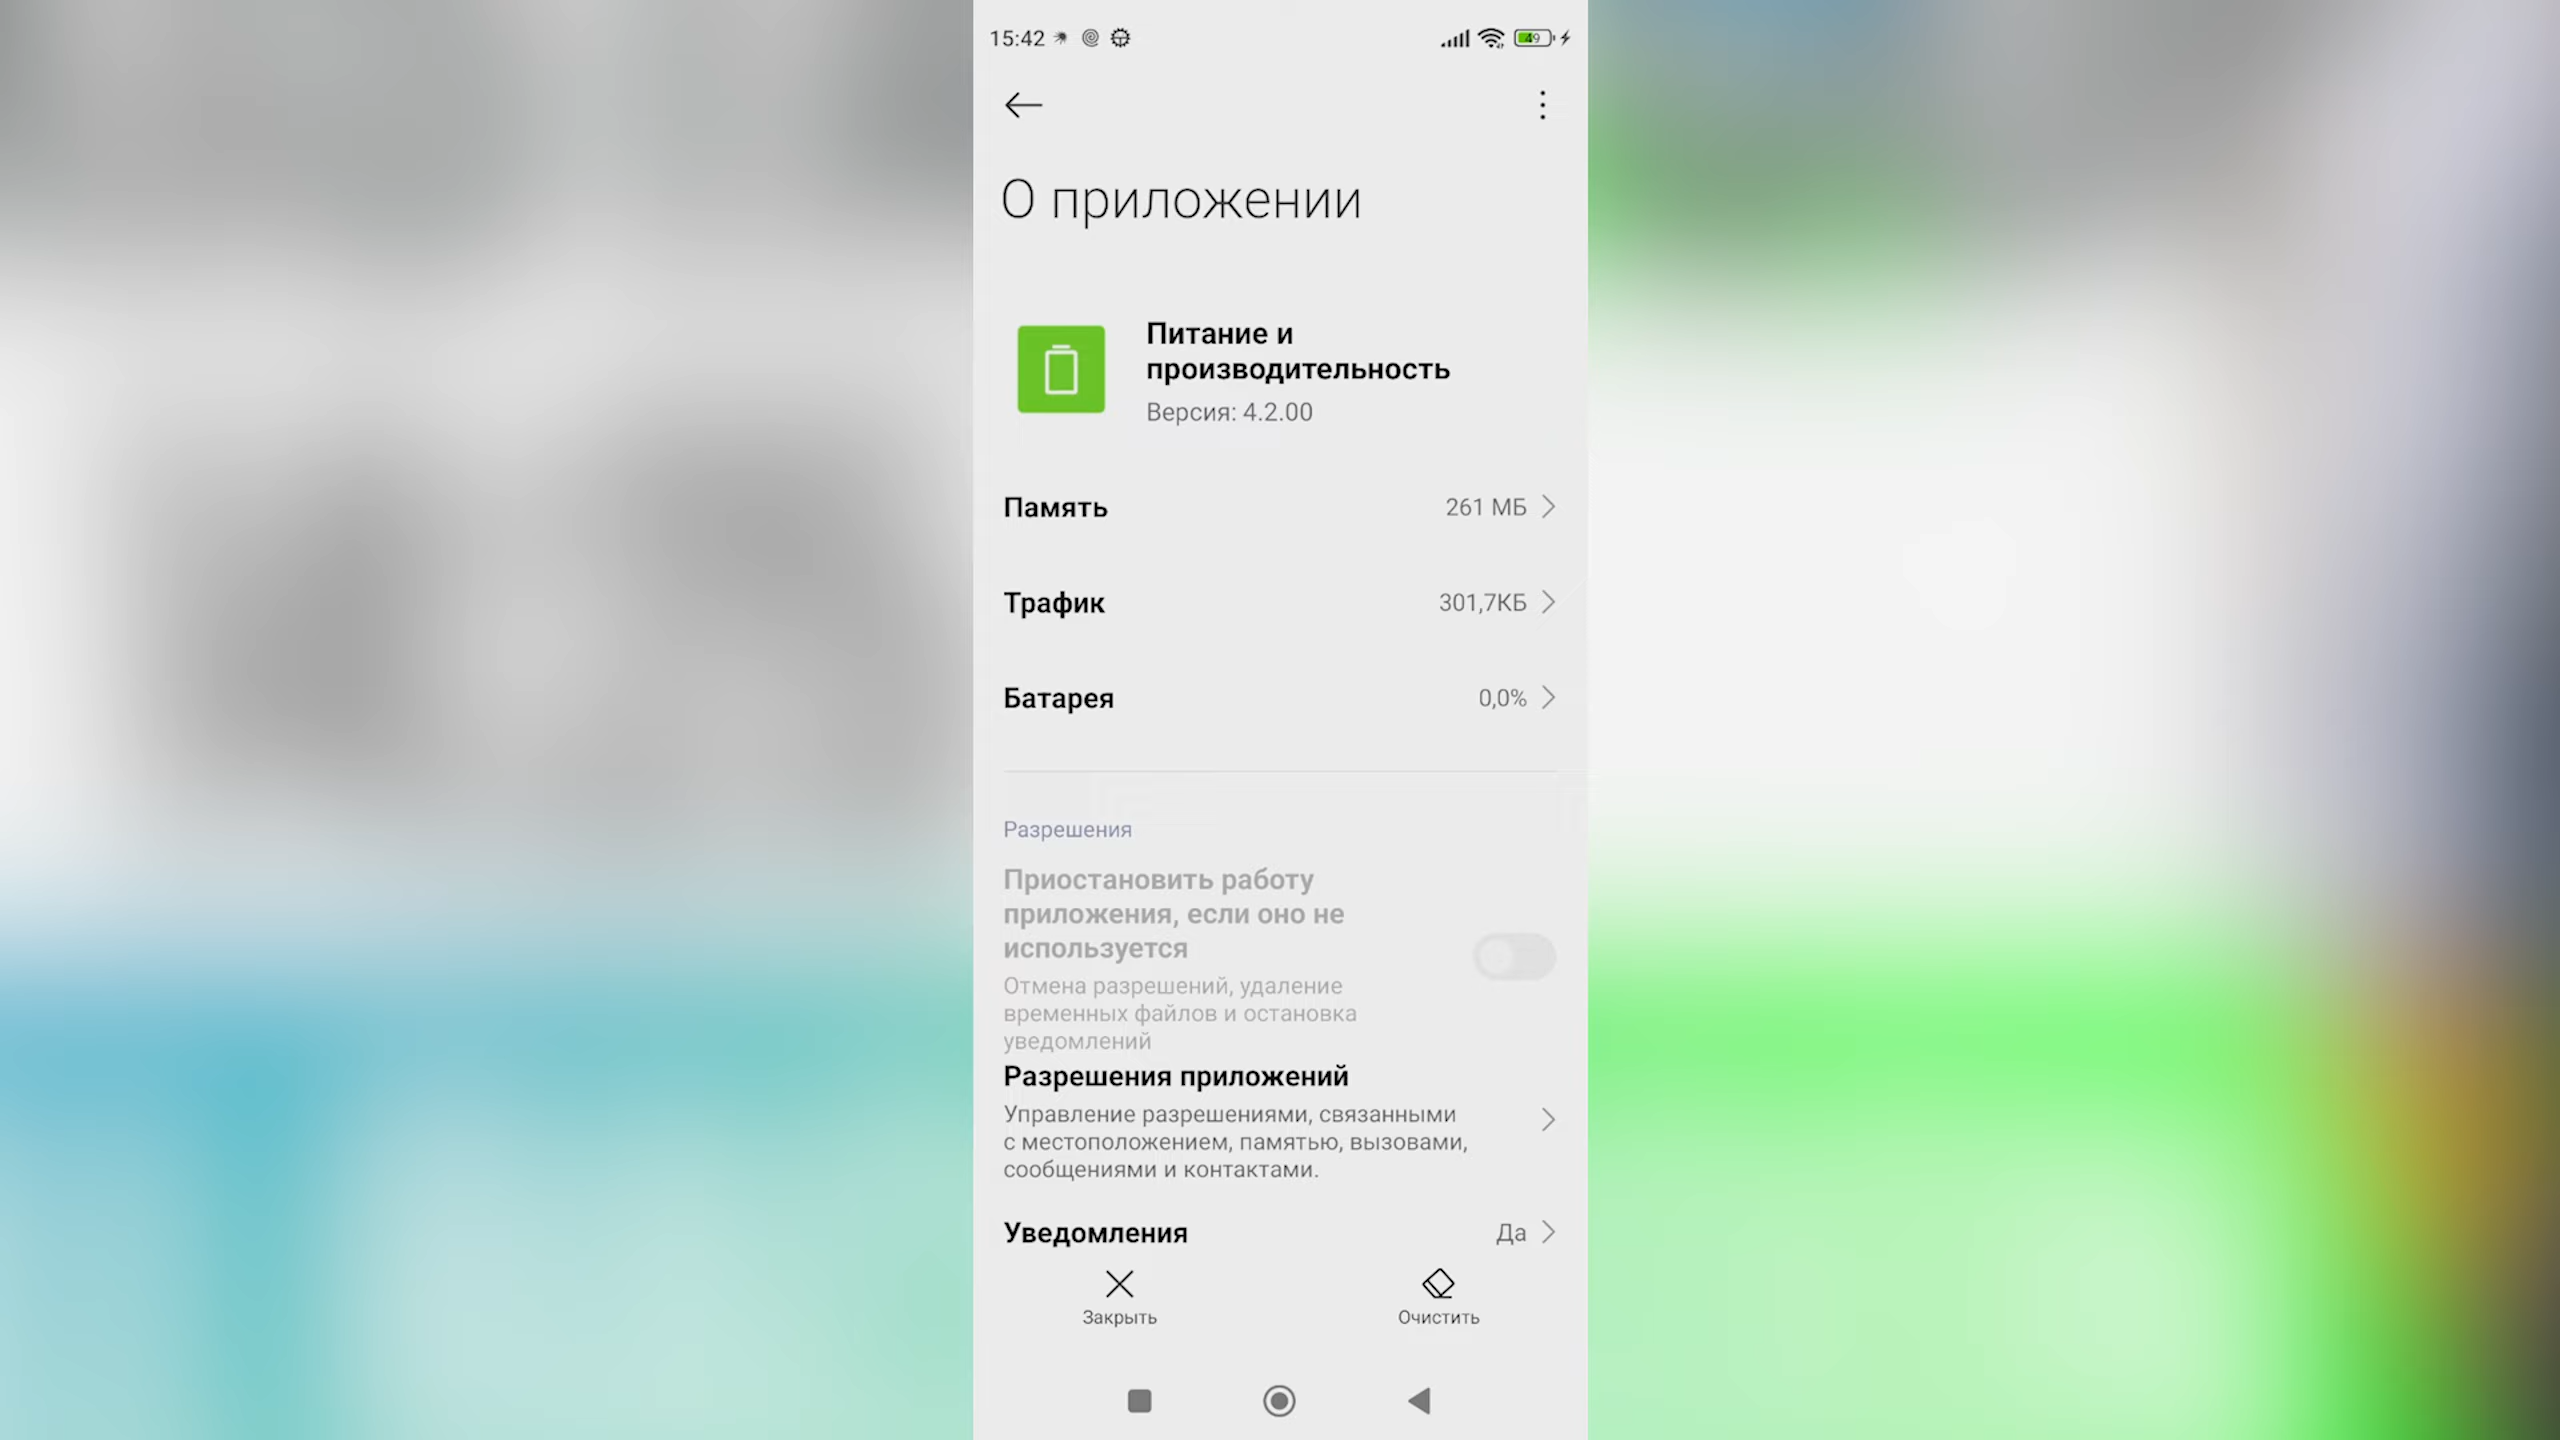 15:42
49
О приложении
Питание и
производительность
Версия: 4.2.00
Память
261 МБ
Трафик
301,7КБ
Батарея
0,0%
Разрешения
Приостановить работу
приложения, если оно не
используется
Отмена разрешений, удаление
временных файлов и остановка
уведомлений
Разрешения приложений
Управление разрешениями, связанными
с местоположением, памятью, вызовами,
сообщениями и контактами.
Уведомления
Да
Закрыть
Очистить